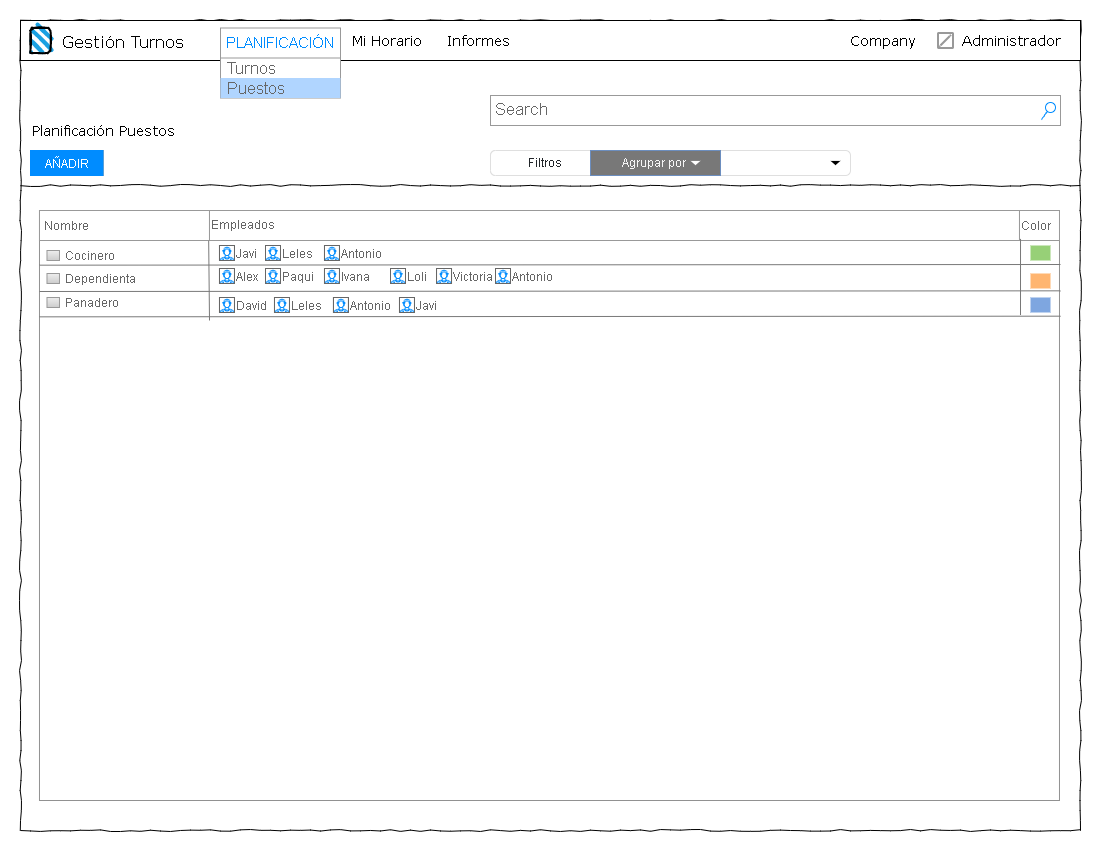 Gestión Turnos PLANIFICACIÓN Mi Horario Informes Company Administrador
Turnos
Puestos
Search
Planificación Puestos
AÑADIR Filtros Agrupar por
Nombre Empleados Color
Cocinero Javi Leles Antonio
Dependienta Alex Paqui Ivana Loli Victoria Antonio
Panadero David Leles Antonio Javi